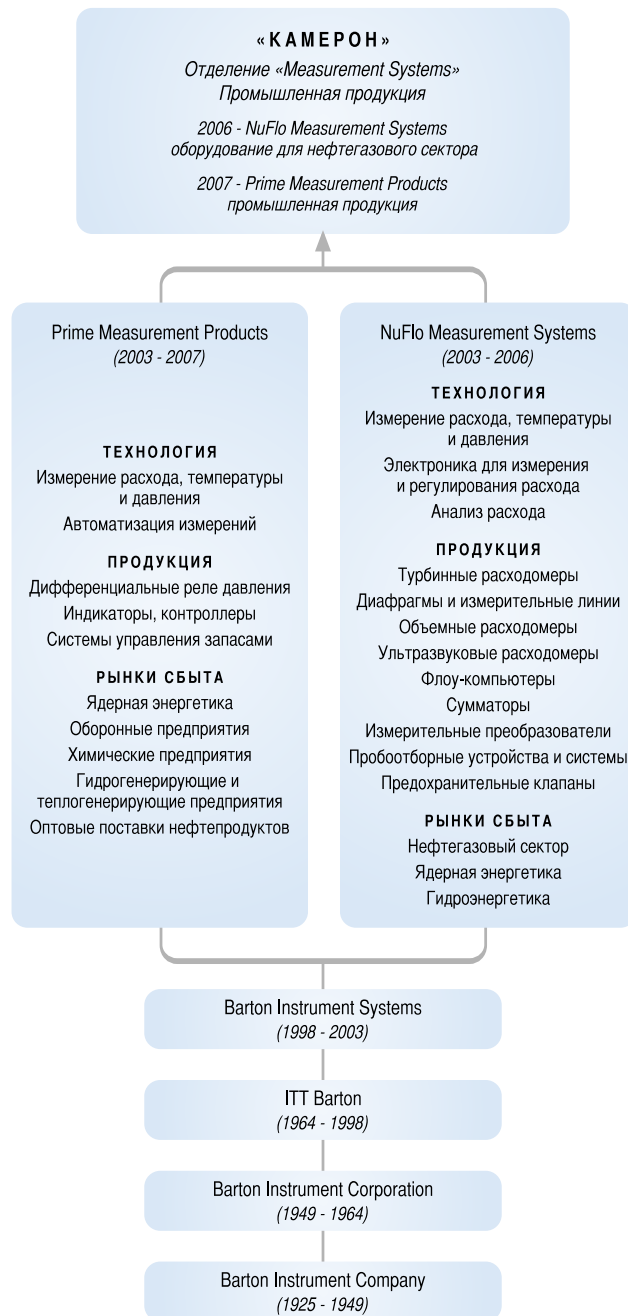 «КАМЕРОН»
Отделение «Measurement Systems»
Промышленная продукция
2006 - NuFlo Measurement Systems
оборудование для нефтегазового сектора
2007 - Prime Measurement Products
промышленная продукция
Prime Measurement Products
(2003 - 2007)
ТЕХНОЛОГИЯ
Измерение расхода, температуры
и давления
Автоматизация измерений
ПРОДУКЦИЯ
Дифференциальные реле давления
Индикаторы, контроллеры
Системы управления запасами
РЫНКИ СБЫТА
Ядерная энергетика
Оборонные предприятия
Химические предприятия
Гидрогенерирующие и
теплогенерирующие предприятия
Оптовые поставки нефтепродуктов
NuFlo Measurement Systems
(2003 - 2006)
ТЕХНОЛОГИЯ
Измерение расхода, температуры
и давления
Электроника для измерения
и регулирования расхода
Анализ расхода
ПРОДУКЦИЯ
Турбинные расходомеры
Диафрагмы и измерительные линии
Объемные расходомеры
Ультразвуковые расходомеры
Флоу-компьютеры
Сумматоры
Измерительные преобразователи
Пробоотборные устройства и системы
Предохранительные клапаны
РЫНКИ СБЫТА
Нефтегазовый сектор
Ядерная энергетика
Гидроэнергетика
Barton Instrument Systems
(1998 - 2003)
ITT Barton
(1964 - 1998)
Barton Instrument Corporation
(1949 - 1964)
Barton Instrument Company
(1925 - 1949)